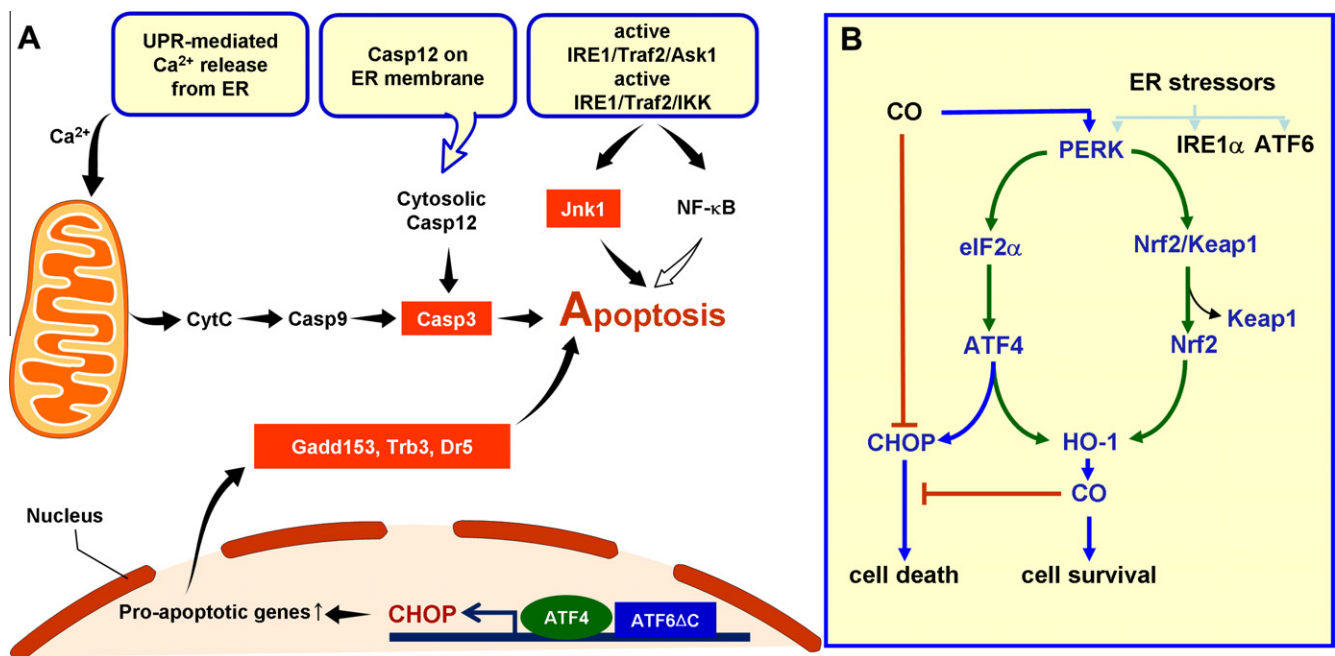 A
UPR-mediated
Ca²⁺ release
from ER
Casp12 on
ER membrane
active
IRE1/Traf2/Ask1
active
IRE1/Traf2/IKK
Ca²⁺
Cytosolic
Casp12
Jnk1
NF-κB
CytC
Casp9
Casp3
Apoptosis
Gadd153, Trb3, Dr5
Nucleus
Pro-apoptotic genes↑
CHOP
ATF4
ATF6ΔC
B
ER stressors
CO
PERK
IRE1α ATF6
eIF2α
Nrf2/Keap1
Keap1
ATF4
Nrf2
CHOP
HO-1
CO
cell death
cell survival